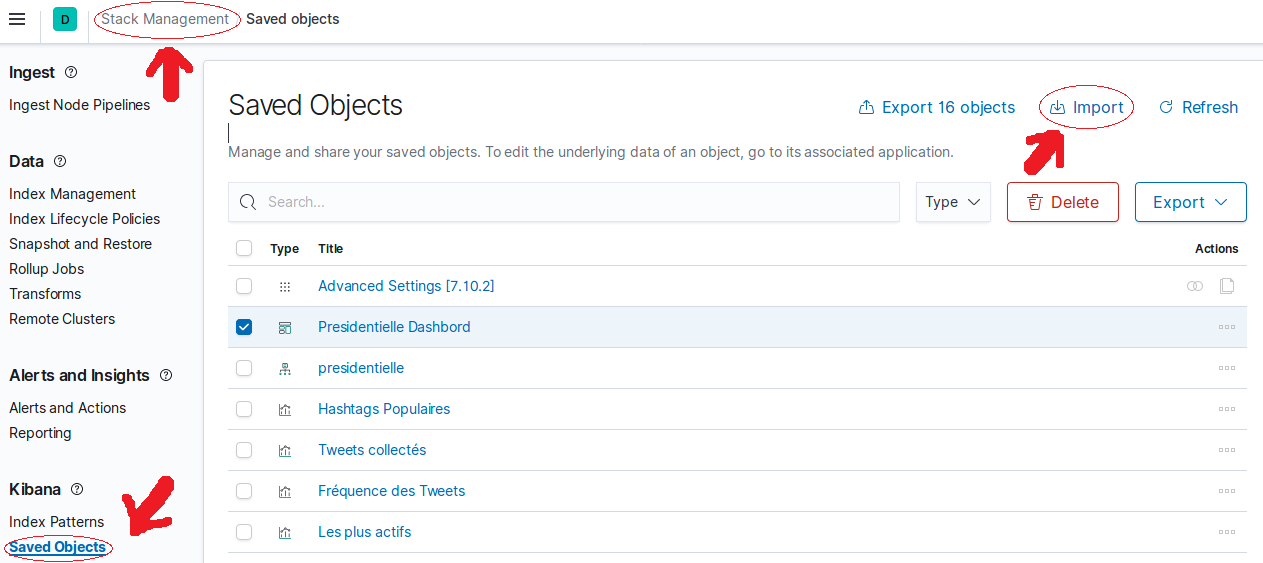 D Stack Management Saved objects
Ingest
Ingest Node Pipelines
Data
Index Management
Index Lifecycle Policies
Snapshot and Restore
Rollup Jobs
Transforms
Remote Clusters
Alerts and Insights
Alerts and Actions
Reporting
Kibana
Index Patterns
Saved Objects
Saved Objects
Export 16 objects Import Refresh
Manage and share your saved objects. To edit the underlying data of an object, go to its associated application.
Search... Type Delete Export
Type Title Actions
Advanced Settings [7.10.2]
Presidentielle Dashbord
presidentielle
Hashtags Populaires
Tweets collectés
Fréquence des Tweets
Les plus actifs